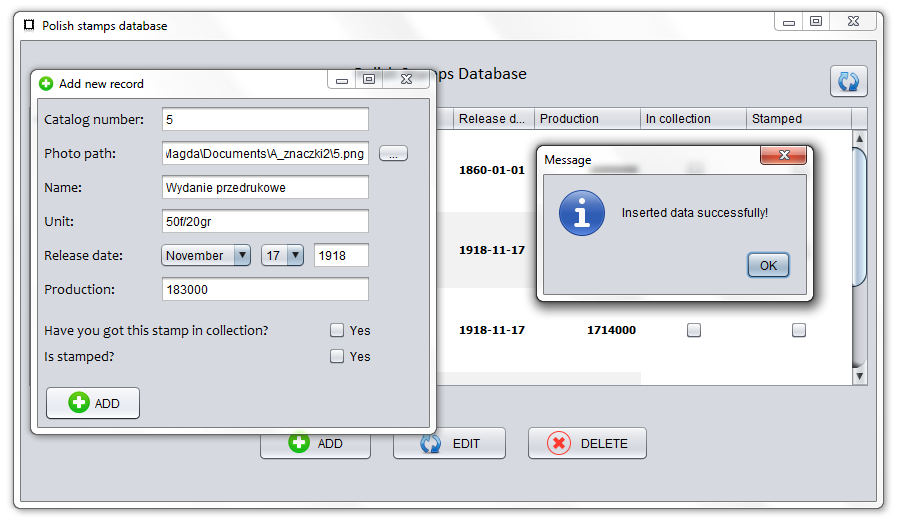 Polish stamps database
Stamps Database
Release d... Production In collection Stamped
1860-01-01
1918-11-17
1918-11-17 1714000
ADD EDIT DELETE
Add new record
Catalog number: 5
Photo path: \Magda\Documents\A_znaczki2\5.png ...
Name: Wydanie przedrukowe
Unit: 50f/20gr
Release date: November 17 1918
Production: 183000
Have you got this stamp in collection? Yes
Is stamped? Yes
ADD
Message
Inserted data successfully!
OK